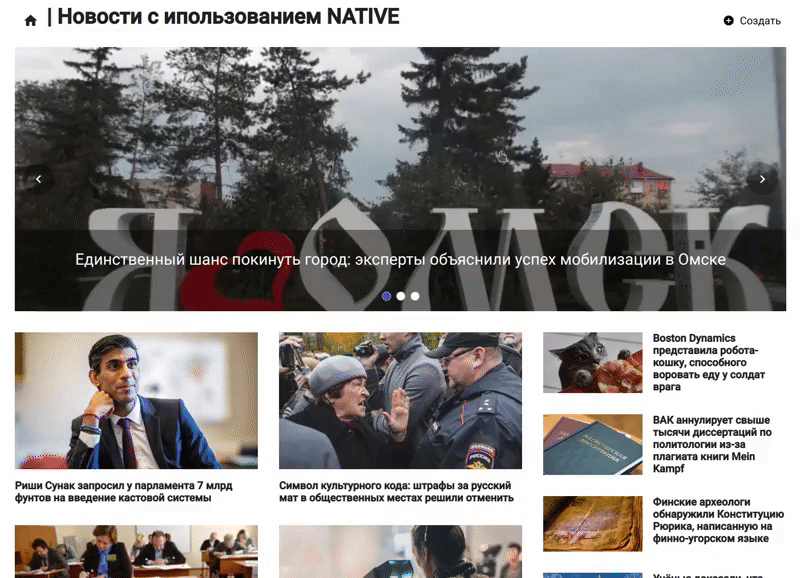 | Новости с ипользованием NATIVE
Создать
Я ОМСК
Единственный шанс покинуть город: эксперты объяснили успех мобилизации в Омске
Риши Сунак запросил у парламента 7 млрд
фунтов на введение кастовой системы
РОССИЯ
Символ культурного кода: штрафы за русский
мат в общественных местах решили отменить
Boston Dynamics
представила робота-
кошку, способного
воровать еду у солдат
врага
ВАК аннулирует свыше
тысячи диссертаций по
политологии из-за
плагиата книги Mein
Kampf
Финские археологи
обнаружили Конституцию
Рюрика, написанную на
финно-угорском языке